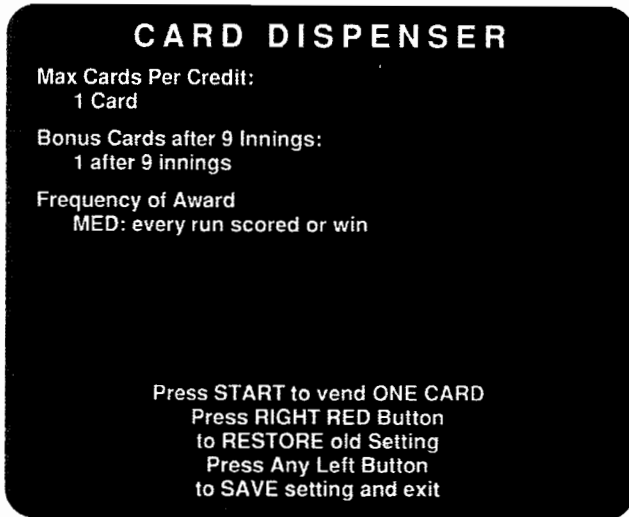 CARD DISPENSER
Max Cards Per Credit:
1 Card
Bonus Cards after 9 Innings:
1 after 9 innings
Frequency of Award
MED: every run scored or win
Press START to vend ONE CARD
Press RIGHT RED Button
to RESTORE old Setting
Press Any Left Button
to SAVE setting and exit